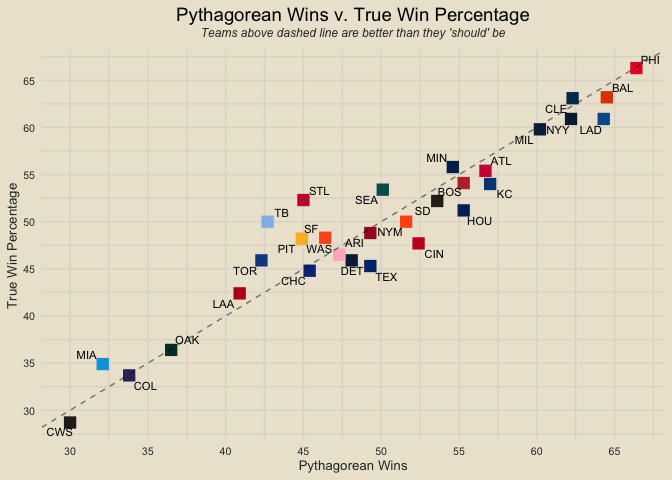 Pythagorean Wins v. True Win Percentage
Teams above dashed line are better than they 'should' be
PHI
65
BAL
CLE
60
NYY
LAD
MIL
MIN
ATL
55
BOS
KC
SEA
STL
SD
HOU
TB
50
SF
NYM
ARI
PIT
WAS
CIN
TOR
DET
45
CHC
TEX
LAA
40
OAK
MIA
35
COL
30
CWS
30
35
40
45
50
55
60
65
Pythagorean Wins
True Win Percentage